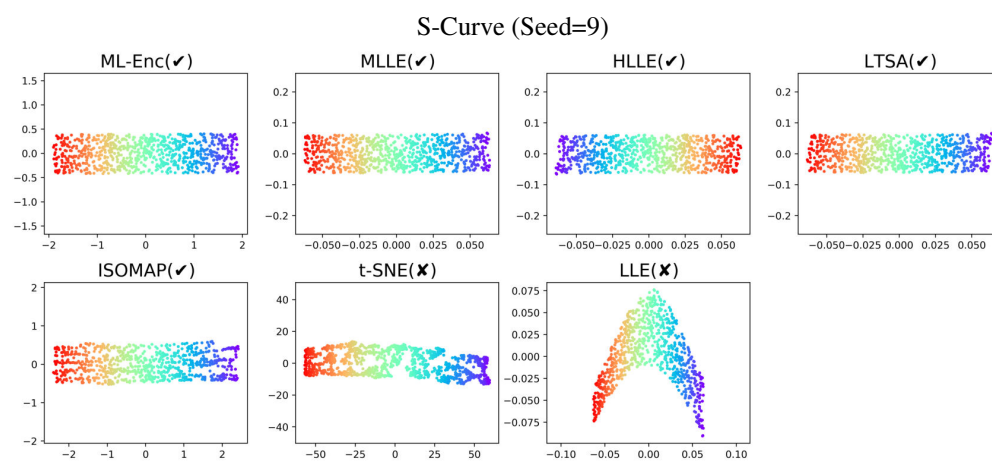 S-Curve (Seed=9)
ML-Enc(✔) MLLE(✔) HLLE(✔) LTSA(✔)
1.5 0.2 0.2 0.2
1.0
0.5 0.1 0.1 0.1
0.0 0.0 0.0 0.0
−0.5 −0.1 −0.1 −0.1
−1.0
−1.5 −0.2 −0.2 −0.2
−2 −1 0 1 2 −0.050 −0.025 0.000 0.025 0.050 −0.050 −0.025 0.000 0.025 0.050 −0.050 −0.025 0.000 0.025 0.050
ISOMAP(✔) t-SNE(✘) LLE(✘)
2 40 0.075
1 20 0.050
0.025
0 0 0.000
−1 −20 −0.025
−0.050
−2 −40 −0.075
−2 −1 0 1 2 −50 −25 0 25 50 −0.10 −0.05 0.00 0.05 0.10